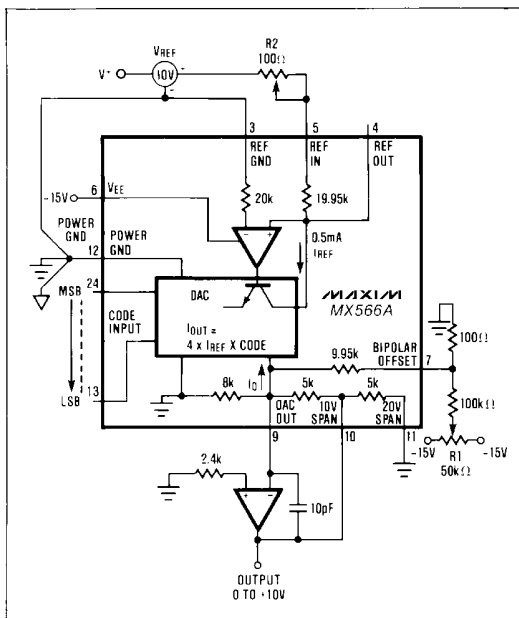 VREF
R2
100Ω
V+
10V
+
-
3
5
4
REF GND
REF IN
REF OUT
6
VEE
-15V
20k
19.95k
-
+
POWER GND
12
POWER GND
0.5mA
IREF
24
MSB
DAC
MAXIM
MX566A
CODE INPUT
IOUT =
4 x IREF x CODE
BIPOLAR OFFSET
7
100Ω
9.95k
IO
8k
5k
5k
13
LSB
DAC OUT
10V SPAN
20V SPAN
100kΩ
9
10
11
-15V
-15V
R1
50kΩ
2.4k
+
-
10pF
OUTPUT
0 TO +10V